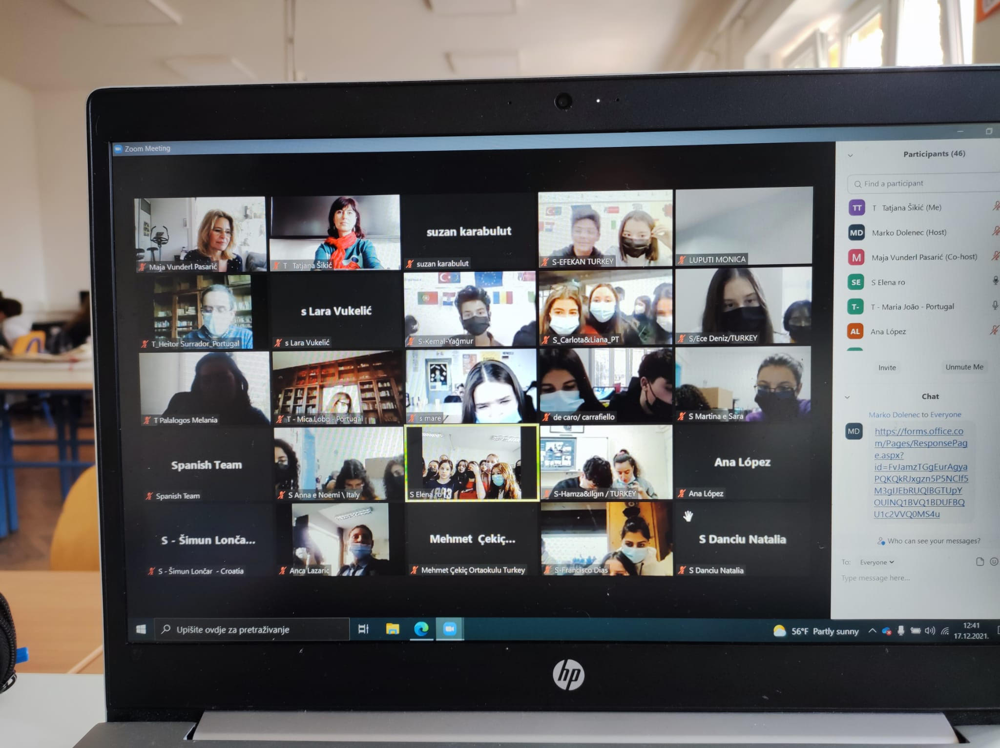 Zoom Meeting
Maja Vunderl Pasarić
T Tatjana Šikić
suzan karabulut
suzan karabulut
S-EFEKAN TURKEY
LUPUTI MONICA
T_Heitor Surrador_Portugal
s Lara Vukelić
s Lara Vukelić
S-Kemal-Yağmur
S_Carlota&Liana_PT
S/Ece Deniz/TURKEY
T Palalogos Melania
T - Mica.Lobo - Portugal
s mare
de caro/ carrafiello
S Martina e Sara
Spanish Team
Spanish Team
S Anna e Noemi \ Italy
S Elena ro
S-Hamza&Ilgın / TURKEY
Ana López
Ana López
S - Šimun Lonča...
S - Šimun Lončar - Croatia
Anca Lazaric
Mehmet Çekiç...
Mehmet Çekiç Ortaokulu Turkey
S-Francisco Dias
S Danciu Natalia
S Danciu Natalia
Participants (46)
Find a participant
TT T Tatjana Šikić (Me)
MD Marko Dolenec (Host)
M Maja Vunderl Pasarić (Co-host)
SE S Elena ro
T- T - Maria João - Portugal
AL Ana López
Invite Unmute Me
Chat
Marko Dolenec to Everyone
MD
https://forms.office.co
m/Pages/ResponsePag
e.aspx?
id=FvJamzTGgEurAgya
PQKQkRJxgzn5P5NClf5
M3gIJEbRUQlBGTUpY
OUlNQ1BVQ1BDUFBQ
U1c2VVQ0MS4u
Who can see your messages?
To: Everyone
Type message here...
Upišite ovdje za pretraživanje
56°F Partly sunny
12:41
17.12.2021.
hp